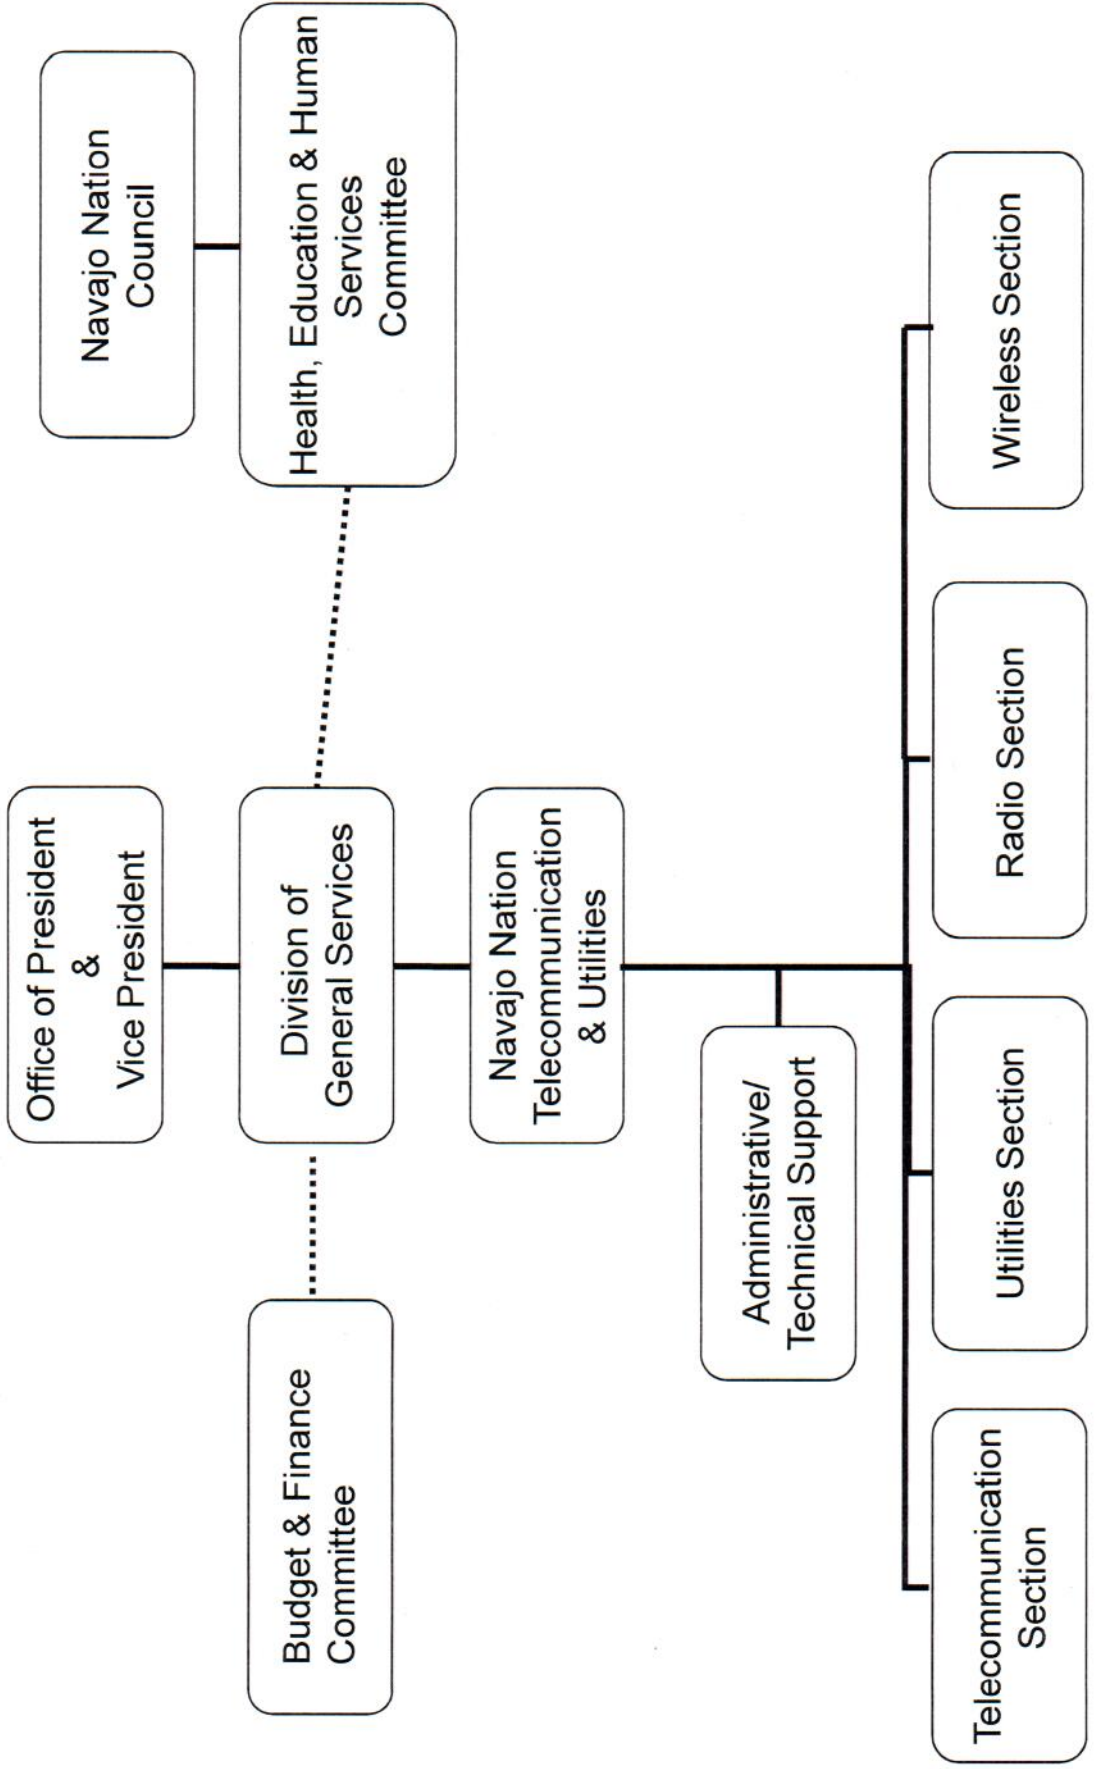 Office of President
&
Vice President
Navajo Nation
Council
Budget & Finance
Committee
Division of
General Services
Health, Education & Human
Services
Committee
Navajo Nation
Telecommunication
& Utilities
Administrative/
Technical Support
Telecommunication
Section
Utilities Section
Radio Section
Wireless Section